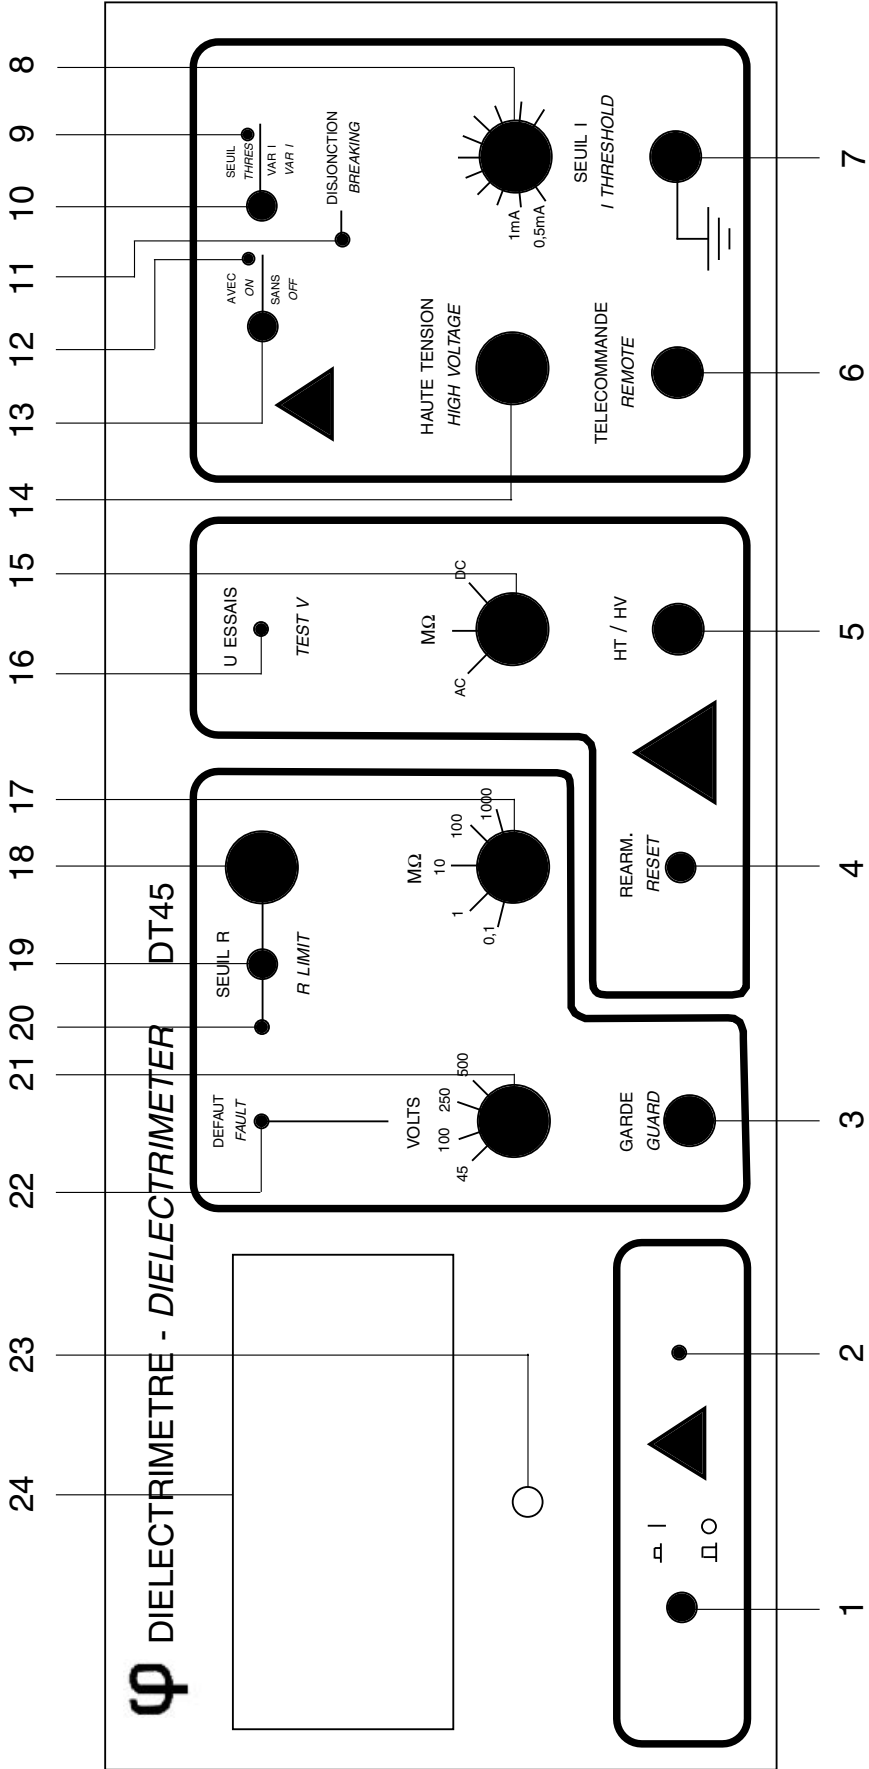 φ DIELECTRIMETRE - DIELECTRIMETER DT45
24
23
22
21
20
19
18
17
16
15
14
13
12
11
10
9
8
DEFAUT
FAULT
VOLTS
45
100
250
500
GARDE
GUARD
SEUIL R
R LIMIT
MΩ
0,1
1
10
100
1000
U ESSAIS
TEST V
MΩ
AC
DC
HT / HV
REARM.
RESET
AVEC
ON
SANS
OFF
SEUIL
THRES
VAR I
VAR I
DISJONCTION
BREAKING
HAUTE TENSION
HIGH VOLTAGE
1mA
0,5mA
SEUIL I
I THRESHOLD
TELECOMMANDE
REMOTE
1
2
3
4
5
6
7